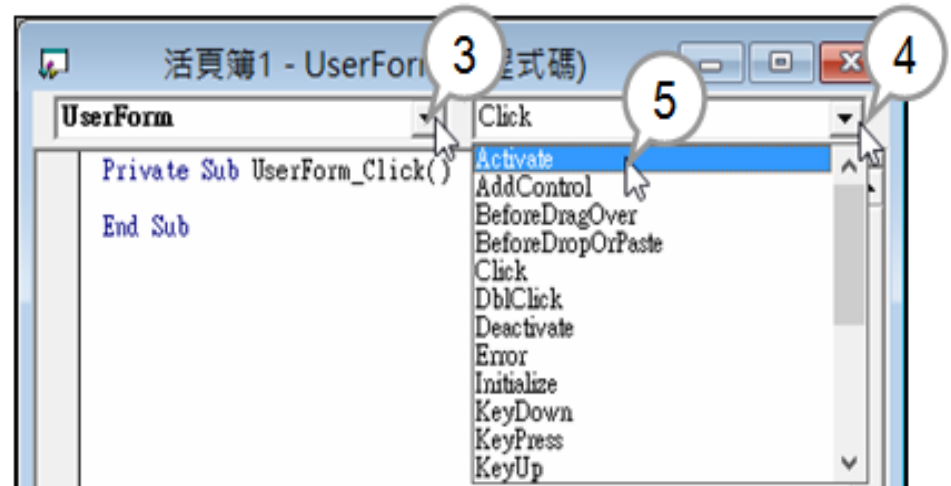 活頁簿1 - UserFor 程式碼)
3
4
UserForm
Click
5
Private Sub UserForm_Click()
End Sub
Activate
AddControl
BeforeDragOver
BeforeDropOrPaste
Click
DblClick
Deactivate
Error
Initialize
KeyDown
KeyPress
KeyUp